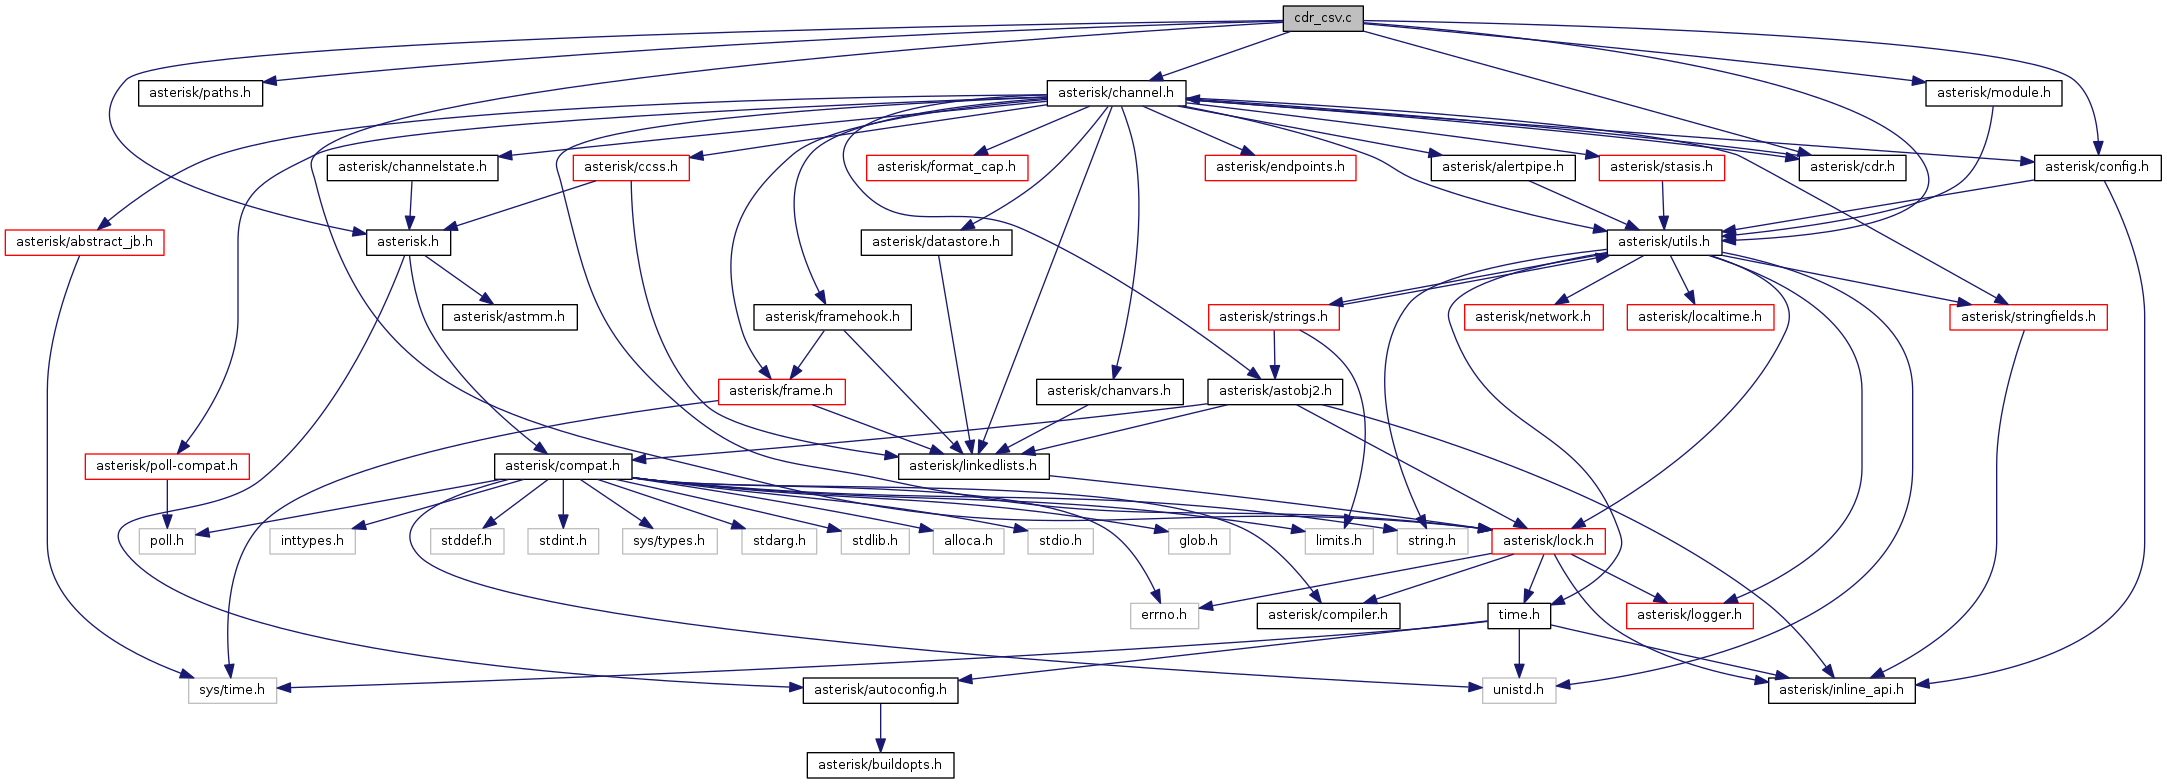 cdr_csv.c
asterisk/paths.h
asterisk/channel.h
asterisk/module.h
asterisk/channelstate.h
asterisk/ccss.h
asterisk/format_cap.h
asterisk/endpoints.h
asterisk/alertpipe.h
asterisk/stasis.h
asterisk/cdr.h
asterisk/config.h
asterisk/abstract_jb.h
asterisk.h
asterisk/datastore.h
asterisk/utils.h
asterisk/astmm.h
asterisk/framehook.h
asterisk/strings.h
asterisk/network.h
asterisk/localtime.h
asterisk/stringfields.h
asterisk/frame.h
asterisk/chanvars.h
asterisk/astobj2.h
asterisk/poll-compat.h
asterisk/compat.h
asterisk/linkedlists.h
poll.h
inttypes.h
stddef.h
stdint.h
sys/types.h
stdarg.h
stdlib.h
alloca.h
stdio.h
glob.h
limits.h
string.h
asterisk/lock.h
errno.h
asterisk/compiler.h
time.h
asterisk/logger.h
sys/time.h
asterisk/autoconfig.h
unistd.h
asterisk/inline_api.h
asterisk/buildopts.h